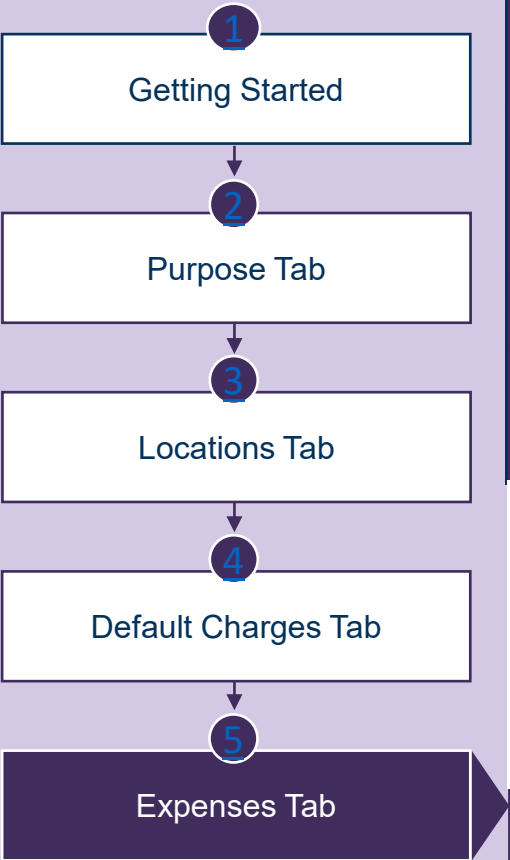 1
Getting Started
2
Purpose Tab
3
Locations Tab
4
Default Charges Tab
5
Expenses Tab